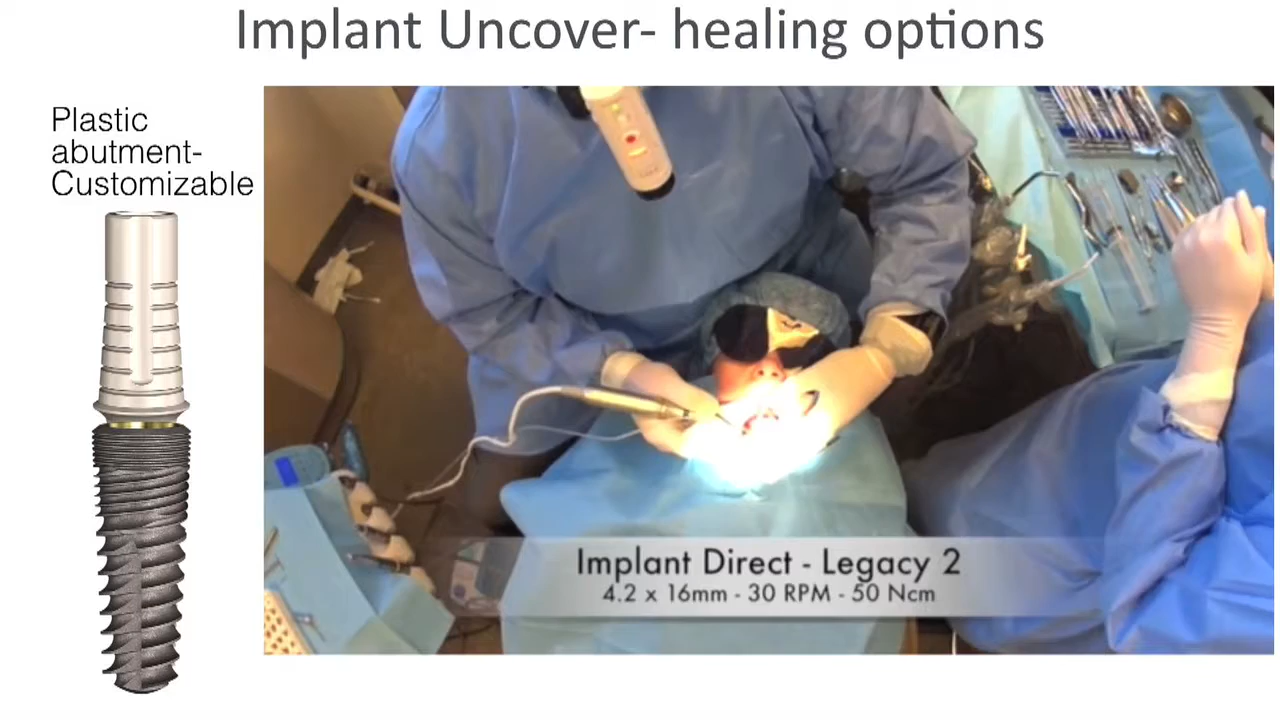 Implant Uncover- healing options
Plastic
abutment-
Customizable
Implant Direct - Legacy 2
4.2 x 16mm - 30 RPM - 50 Ncm